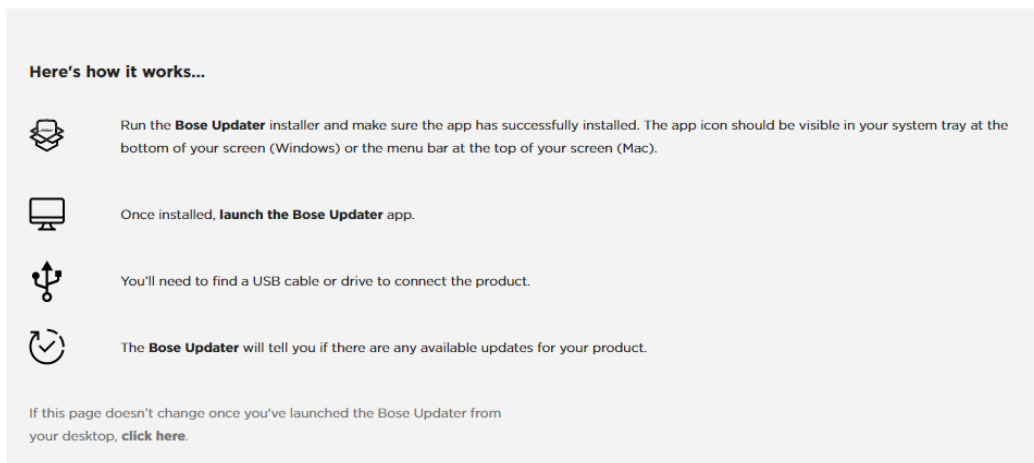 Here's how it works...
Run the Bose Updater installer and make sure the app has successfully installed. The app icon should be visible in your system tray at the
bottom of your screen (Windows) or the menu bar at the top of your screen (Mac).
Once installed, launch the Bose Updater app.
You'll need to find a USB cable or drive to connect the product.
The Bose Updater will tell you if there are any available updates for your product.
If this page doesn't change once you've launched the Bose Updater from
your desktop, click here.